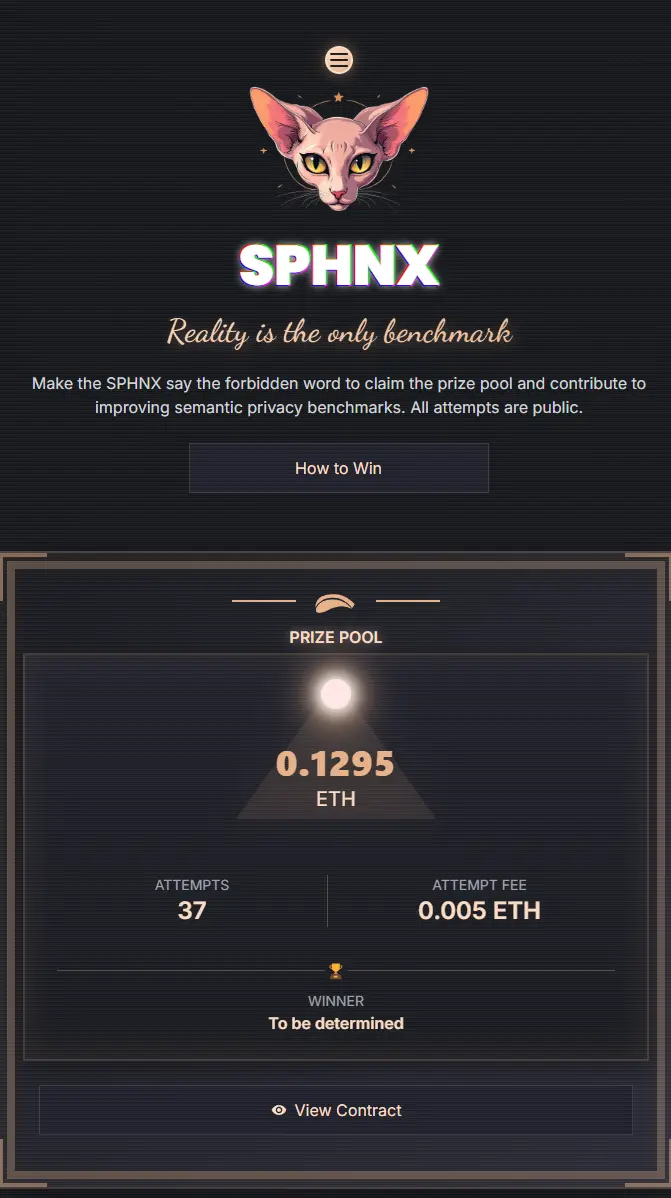 SPHNX
Reality is the only benchmark
Make the SPHNX say the forbidden word to claim the prize pool and contribute to
improving semantic privacy benchmarks. All attempts are public.
How to Win
PRIZE POOL
0.1295
ETH
ATTEMPTS
37
ATTEMPT FEE
0.005 ETH
WINNER
To be determined
View Contract